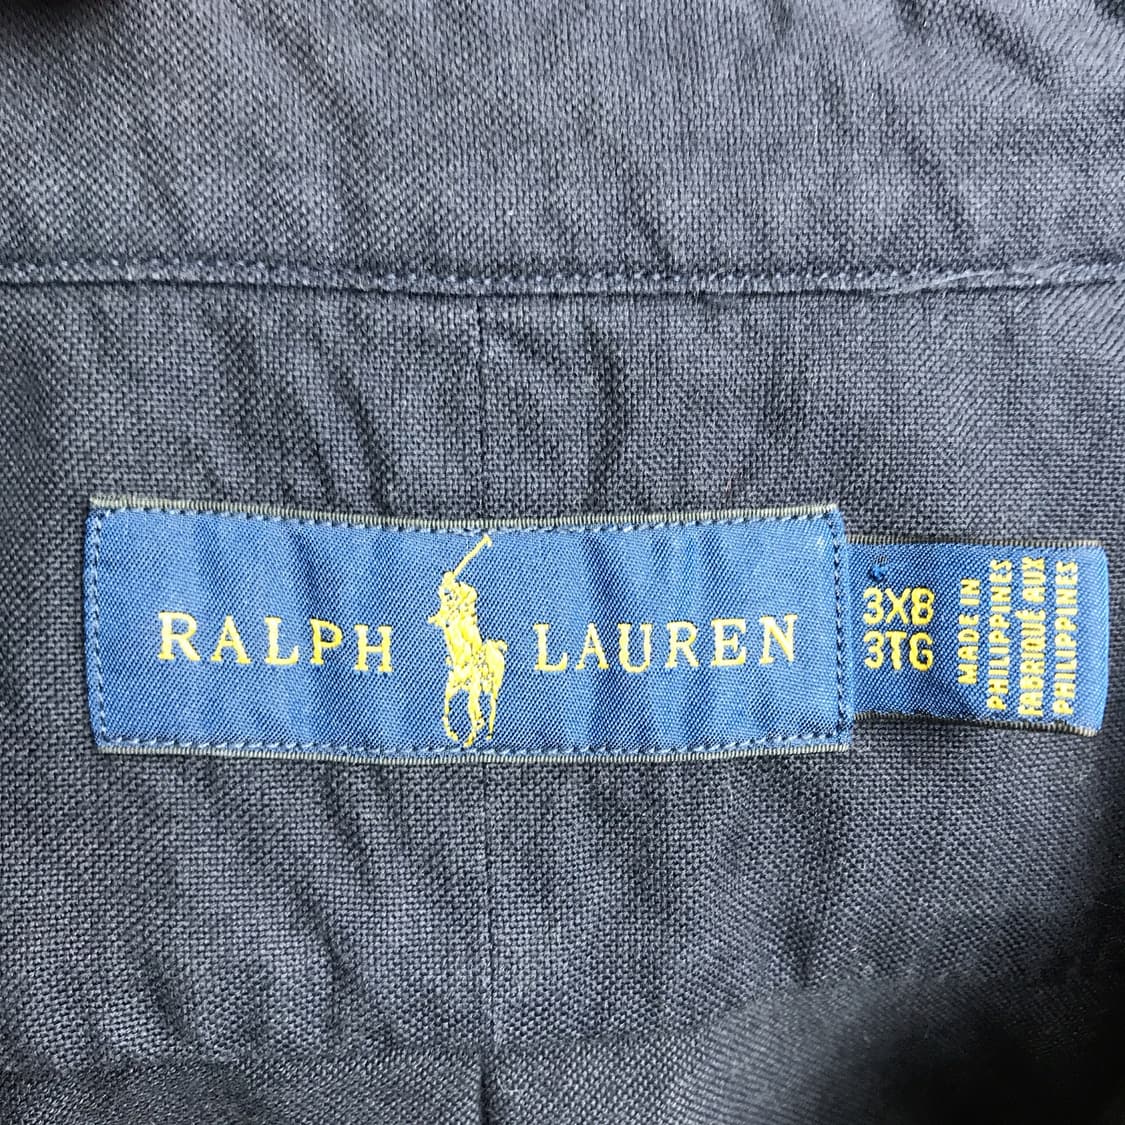 RALPH LAUREN
3XB
3TG
MADE IN
PHILIPPINES
FABRIQUÉ AUX
PHILIPPINES